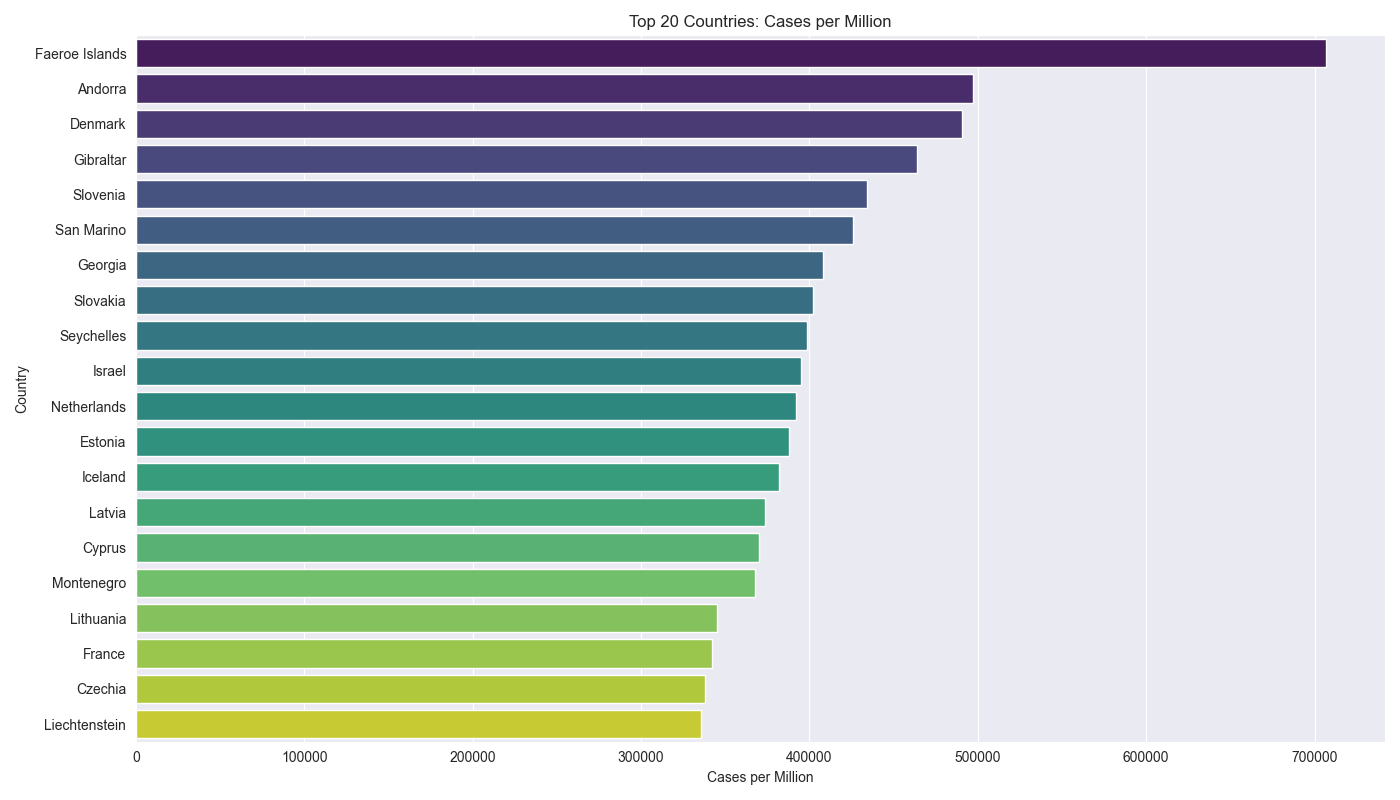 Top 20 Countries: Cases per Million
Faeroe Islands
Andorra
Denmark
Gibraltar
Slovenia
San Marino
Georgia
Slovakia
Seychelles
Israel
Netherlands
Estonia
Iceland
Latvia
Cyprus
Montenegro
Lithuania
France
Czechia
Liechtenstein
Country
0 100000 200000 300000 400000 500000 600000 700000
Cases per Million